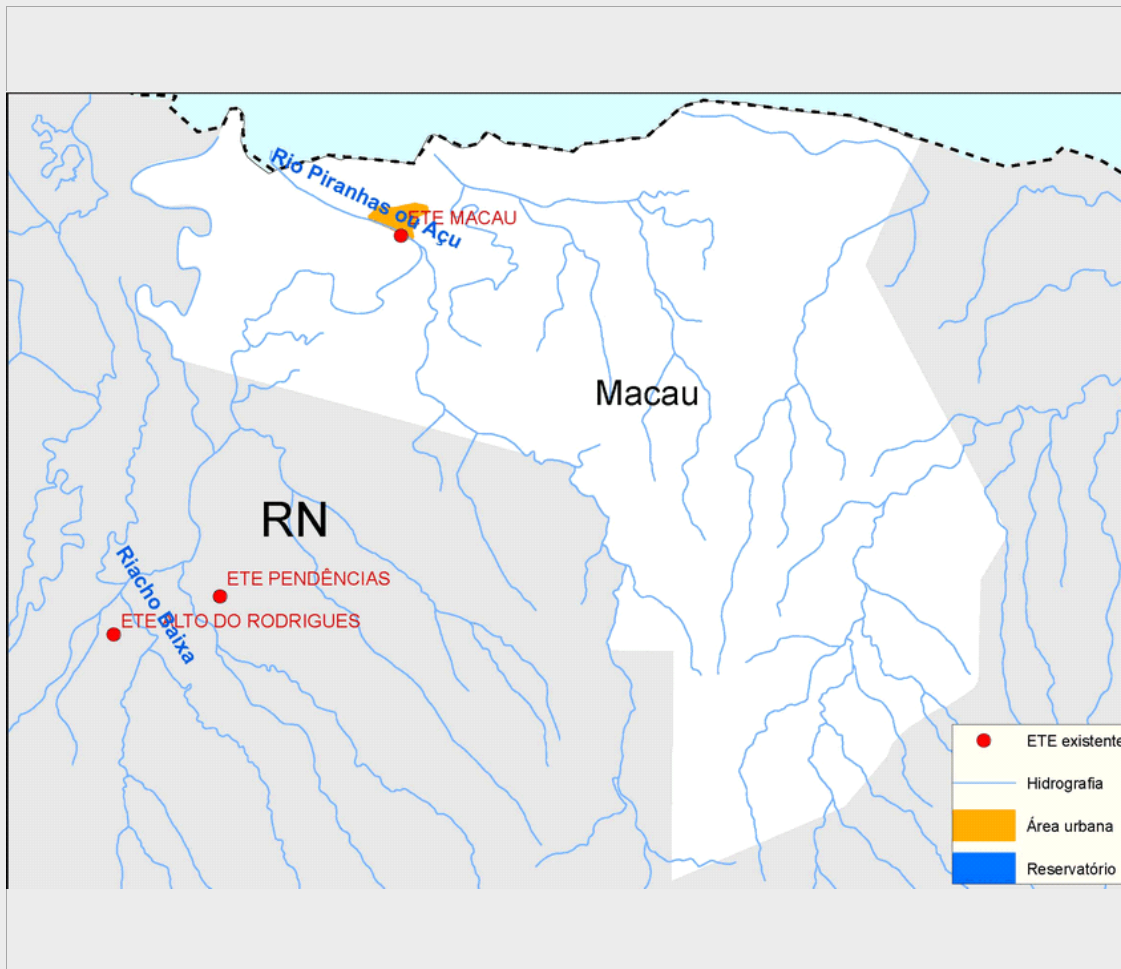 Rio Piranhas ou Açu
ETE MACAU
Macau
RN
Riacho Baixa
ETE PENDÊNCIAS
ETE ALTO DO RODRIGUES
ETE existente
Hidrografia
Área urbana
Reservatório